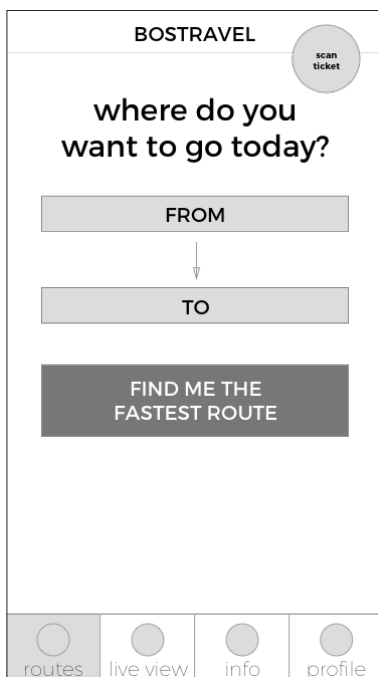 BOSTRAVEL
scan
ticket
where do you
want to go today?
FROM
TO
FIND ME THE
FASTEST ROUTE
routes
live view
info
profile